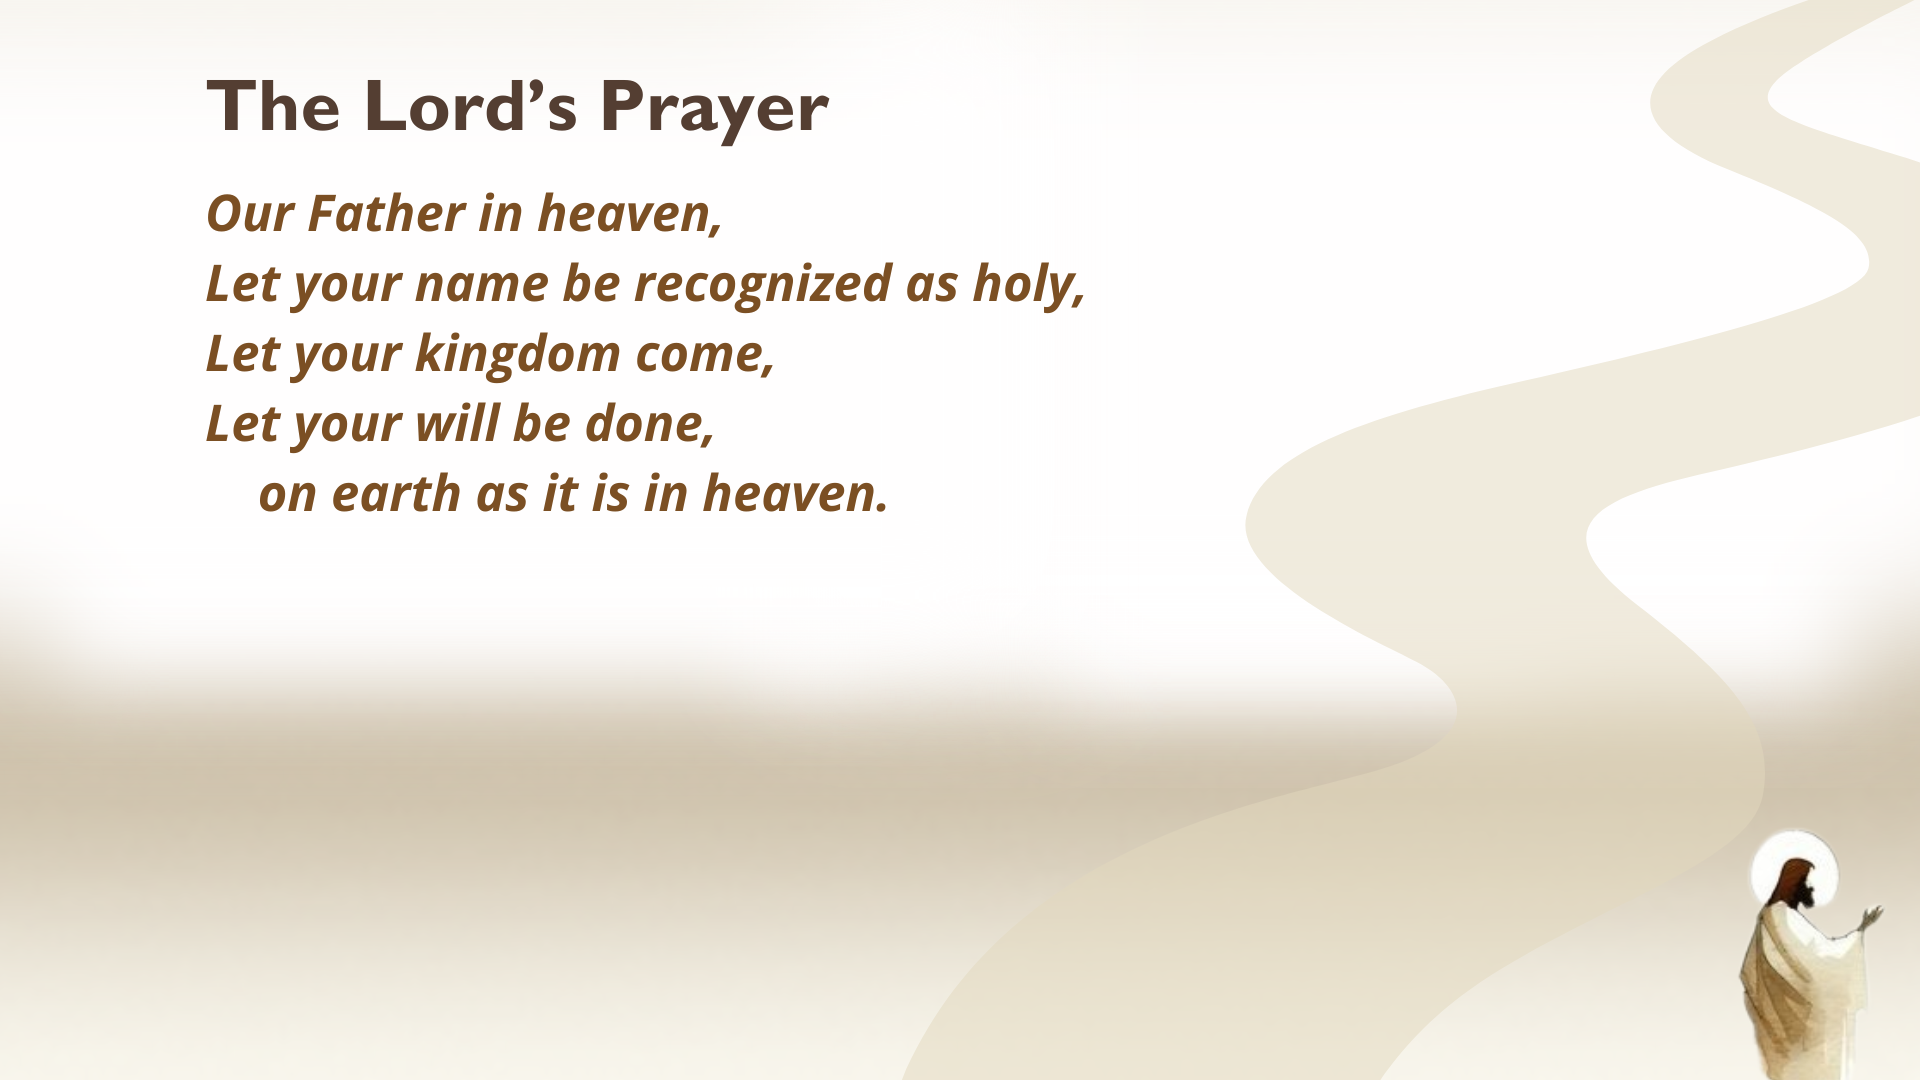 The Lord’s Prayer
Our Father in heaven,
Let your name be recognized as holy,
Let your kingdom come,
Let your will be done,
on earth as it is in heaven.